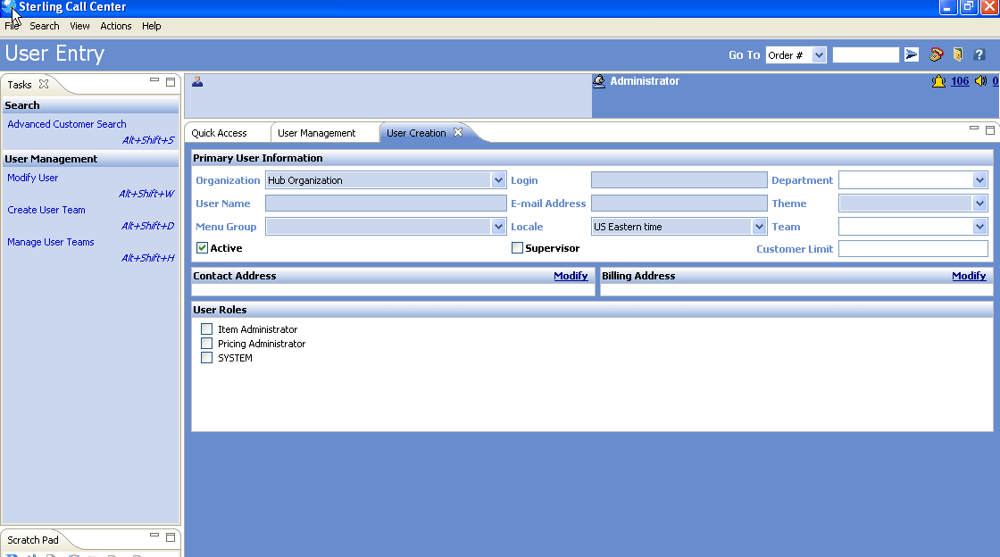 Sterling Call Center
File Search View Actions Help
User Entry
Go To Order #
Tasks
Search
Advanced Customer Search
Alt+Shift+S
User Management
Modify User
Alt+Shift+W
Create User Team
Alt+Shift+D
Manage User Teams
Alt+Shift+H
Scratch Pad
Administrator
106
0
Quick Access User Management User Creation
Primary User Information
Organization Hub Organization Login Department
User Name E-mail Address Theme
Menu Group Locale US Eastern time Team
Active Supervisor Customer Limit
Contact Address Modify Billing Address Modify
User Roles
Item Administrator
Pricing Administrator
SYSTEM